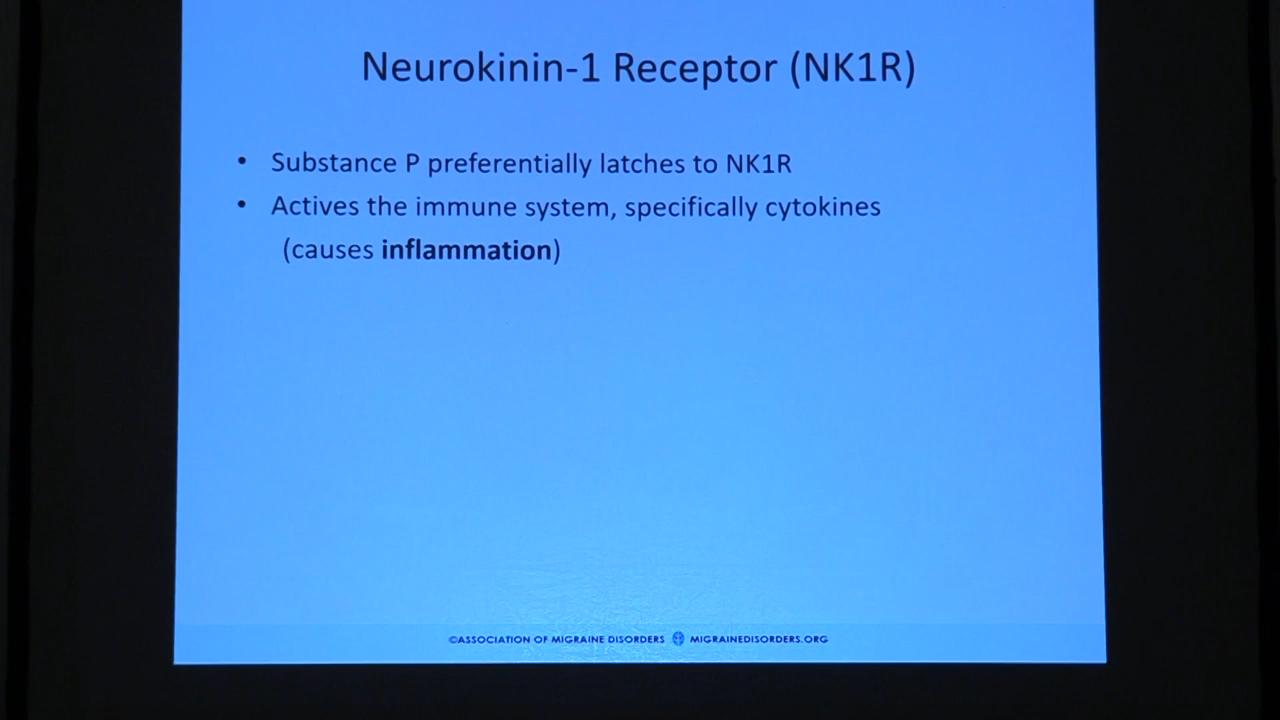 Neurokinin-1 Receptor (NK1R)
• Substance P preferentially latches to NK1R
• Actives the immune system, specifically cytokines
(causes inflammation)
©ASSOCIATION OF MIGRAINE DISORDERS MIGRAINEDISORDERS.ORG